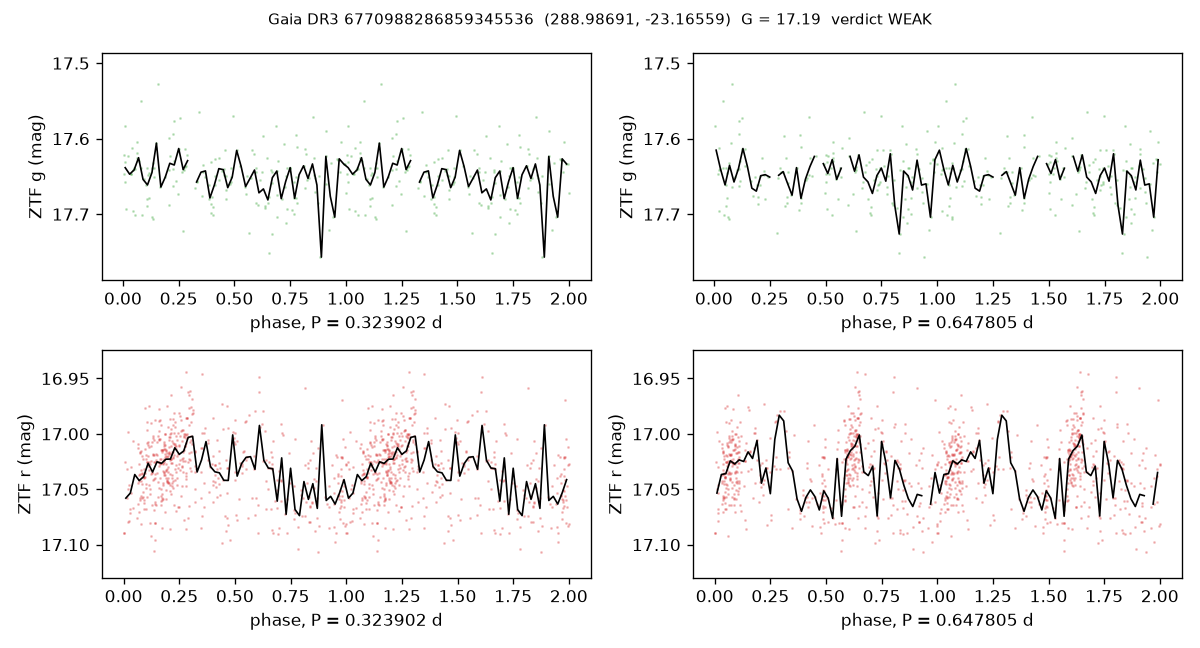 Gaia DR3 6770988286859345536 (288.98691, -23.16559) G = 17.19 verdict WEAK
17.5
17.6
17.7
ZTF g (mag)
0.00 0.25 0.50 0.75 1.00 1.25 1.50 1.75 2.00
phase, P = 0.323902 d
17.5
17.6
17.7
ZTF g (mag)
0.00 0.25 0.50 0.75 1.00 1.25 1.50 1.75 2.00
phase, P = 0.647805 d
16.95
17.00
17.05
17.10
ZTF r (mag)
0.00 0.25 0.50 0.75 1.00 1.25 1.50 1.75 2.00
phase, P = 0.323902 d
16.95
17.00
17.05
17.10
ZTF r (mag)
0.00 0.25 0.50 0.75 1.00 1.25 1.50 1.75 2.00
phase, P = 0.647805 d